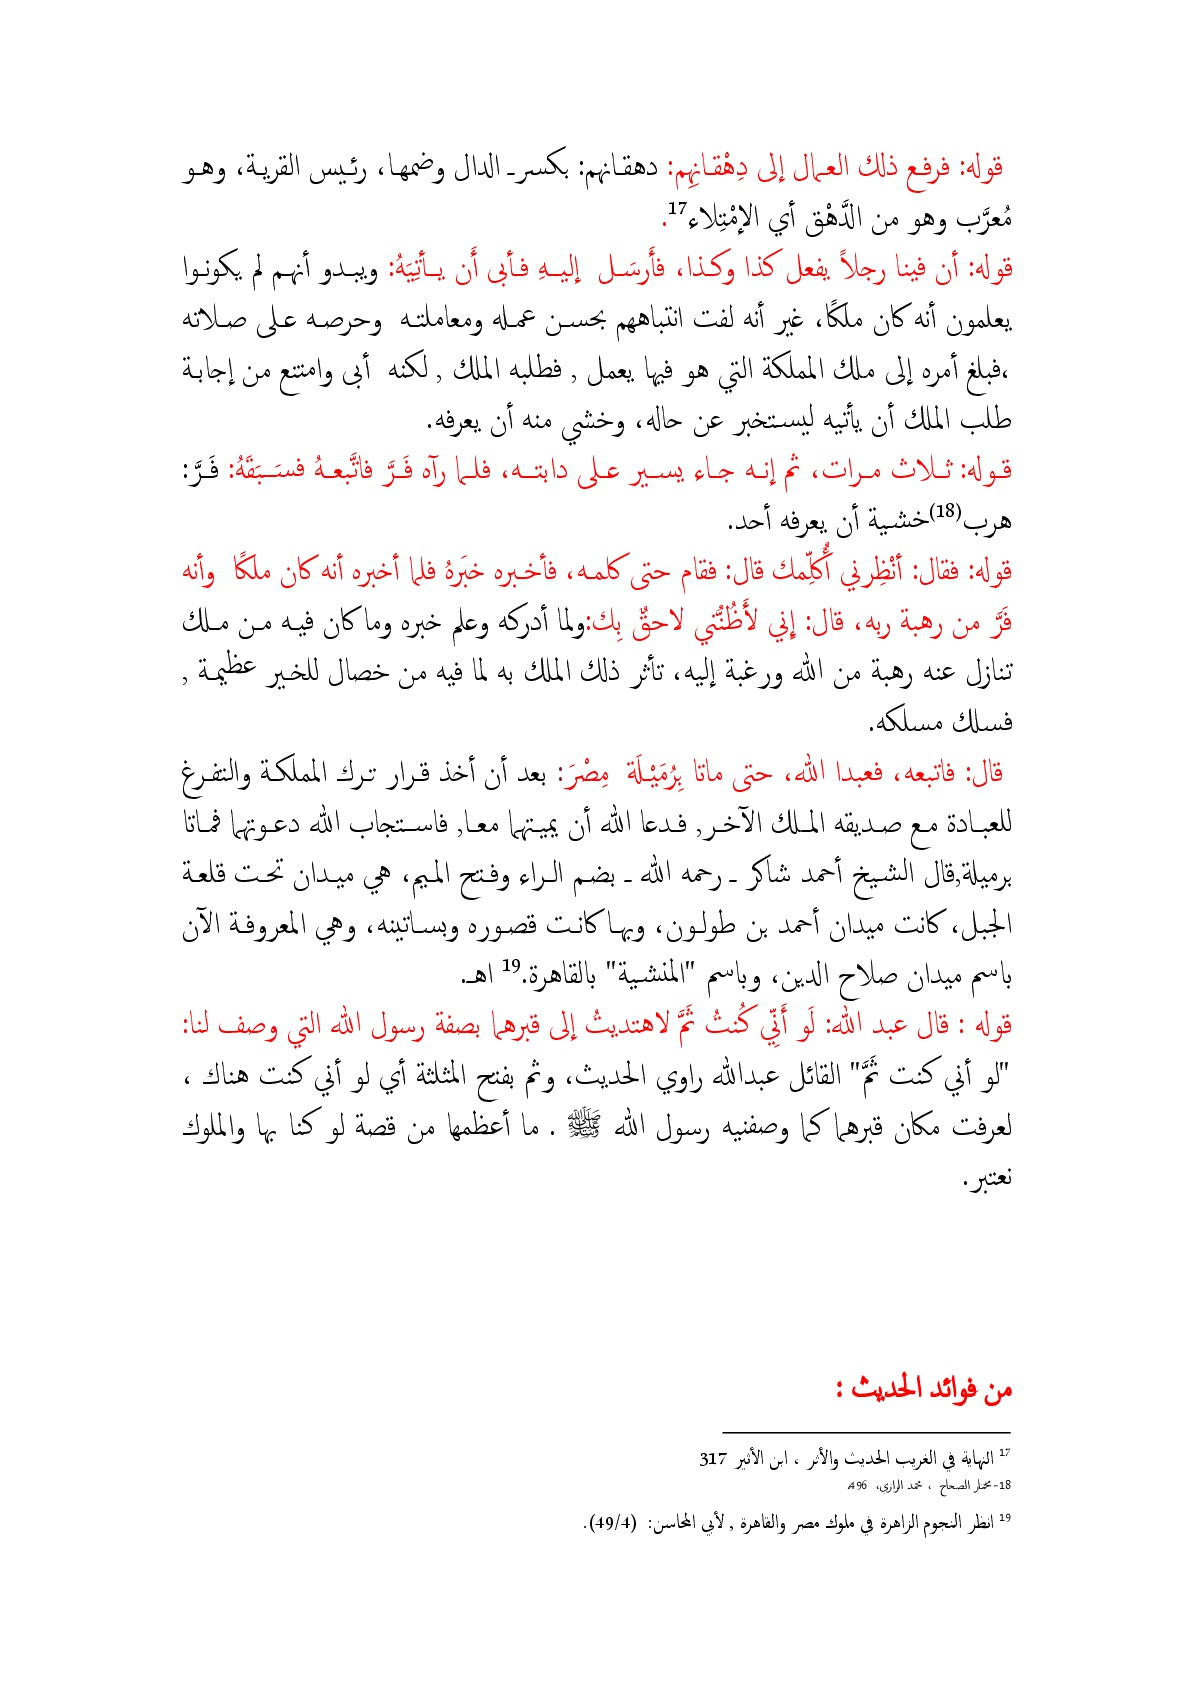 قوله: فرفع ذلك العمال إلى دِهْقانِهِم: دهقانهم: بكسر الدال وضمها، رئيس القرية، وهو
مُعرَّب وهو من الدَّهْق أي الإمْتِلاء17.
قوله: أن فينا رجلاً يفعل كذا وكذا، فأَرسَل إليهِ فأبى أَن يأتِيَهُ: ويبدو أنهم لم يكونوا
يعلمون أنه كان ملكًا، غير أنه لفت انتباههم بحسن عمله ومعاملته وحرصه على صلاته
،فبلغ أمره إلى ملك المملكة التي هو فيها يعمل , فطلبه الملك , لكنه أبى وامتنع من إجابة
طلب الملك أن يأتيه ليستخبر عن حاله، وخشي منه أن يعرفه.
قوله: ثلاث مرات، ثم إنه جاء يسير على دابته، فلما رآه فَرَّ فاتَّبعهُ فسَبَقَهُ: فَرَّ:
هرب(18)خشية أن يعرفه أحد.
قوله: فقال: أنْظِرني أُكلِّمك قال: فقام حتى كلمه، فأخبره خبَرهُ فلما أخبره أنه كان ملكًا وأنه
فَرَّ من رهبة ربه، قال: إني لأَظُنُّني لاحقٌ بِك:ولما أدركه وعلم خبره وما كان فيه من ملك
تنازل عنه رهبة من الله ورغبة إليه، تأثر ذلك الملك به لما فيه من خصال للخير عظيمة ,
فسلك مسلكه.
قال: فاتبعه، فعبدا الله، حتى ماتا بِرُمَيْلَة مِصْرَ: بعد أن أخذ قرار ترك المملكة والتفرغ
للعبادة مع صديقه الملك الآخر, فدعا الله أن يميتهما معا, فاستجاب الله دعوتهما فماتا
برميلة,قال الشيخ أحمد شاكر ـ رحمه الله ـ بضم الراء وفتح الميم، هي ميدان تحت قلعة
الجبل، كانت ميدان أحمد بن طولون، وبها كانت قصوره وبساتينه، وهي المعروفة الآن
باسم ميدان صلاح الدين، وباسم "المنشية" بالقاهرة.19 اهـ.
قوله : قال عبد الله: لَو أَنِّي كُنتُ ثَمَّ لاهتديتُ إلى قبرهما بصفة رسول الله التي وصف لنا:
"لو أني كنت ثَمَّ" القائل عبدالله راوي الحديث، وثم بفتح المثلثة أي لو أني كنت هناك ،
لعرفت مكان قبرهما كما وصفنيه رسول الله ﷺ . ما أعظمها من قصة لو كنا بها والملوك
نعتبر.
من فوائد الحديث :
17 النهاية في الغريب الحديث والأثر ، ابن الأثير 317
18-مختار الصحاح ، محمد الرازي، 496.
19 انظر النجوم الزاهرة في ملوك مصر والقاهرة , لأبي المحاسن: (49/4).